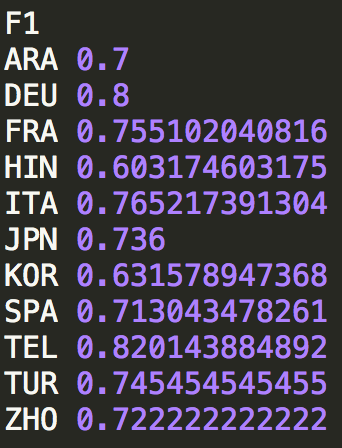 F1
ARA 0.7
DEU 0.8
FRA 0.755102040816
HIN 0.603174603175
ITA 0.765217391304
JPN 0.736
KOR 0.631578947368
SPA 0.713043478261
TEL 0.820143884892
TUR 0.745454545455
ZHO 0.722222222222